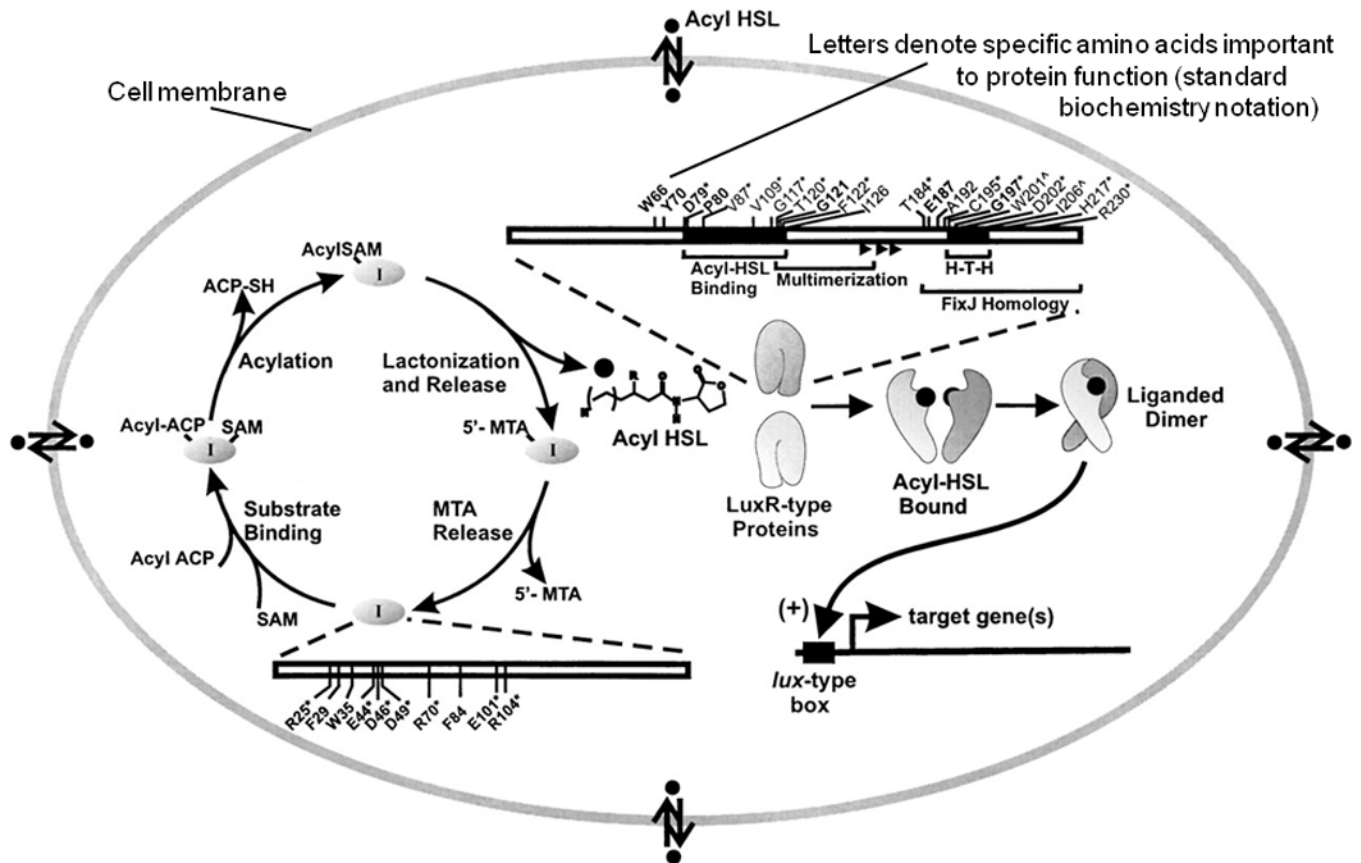 Acyl HSL
Letters denote specific amino acids important
to protein function (standard
biochemistry notation)
Cell membrane
W66
Y70
D79*
P80
V87*
V109*
G117*
T120*
G121
F122*
I126
T184*
E187
A192
C195*
G197*
W201^
D202*
I206^
H217*
R230*
Acyl-HSL
Binding
Multimerization
H-T-H
FixJ Homology
AcylSAM
I
ACP-SH
Acylation
Lactonization
and Release
R
O
O
O
N
H
H
Acyl HSL
Acyl-ACP
SAM
I
5'- MTA
I
LuxR-type
Proteins
Acyl-HSL
Bound
Liganded
Dimer
Substrate
Binding
MTA
Release
Acyl ACP
SAM
5'- MTA
I
(+)
target gene(s)
lux-type
box
R25*
F29
W35
E44*
D46*
D49*
R70*
F84
E101*
R104*